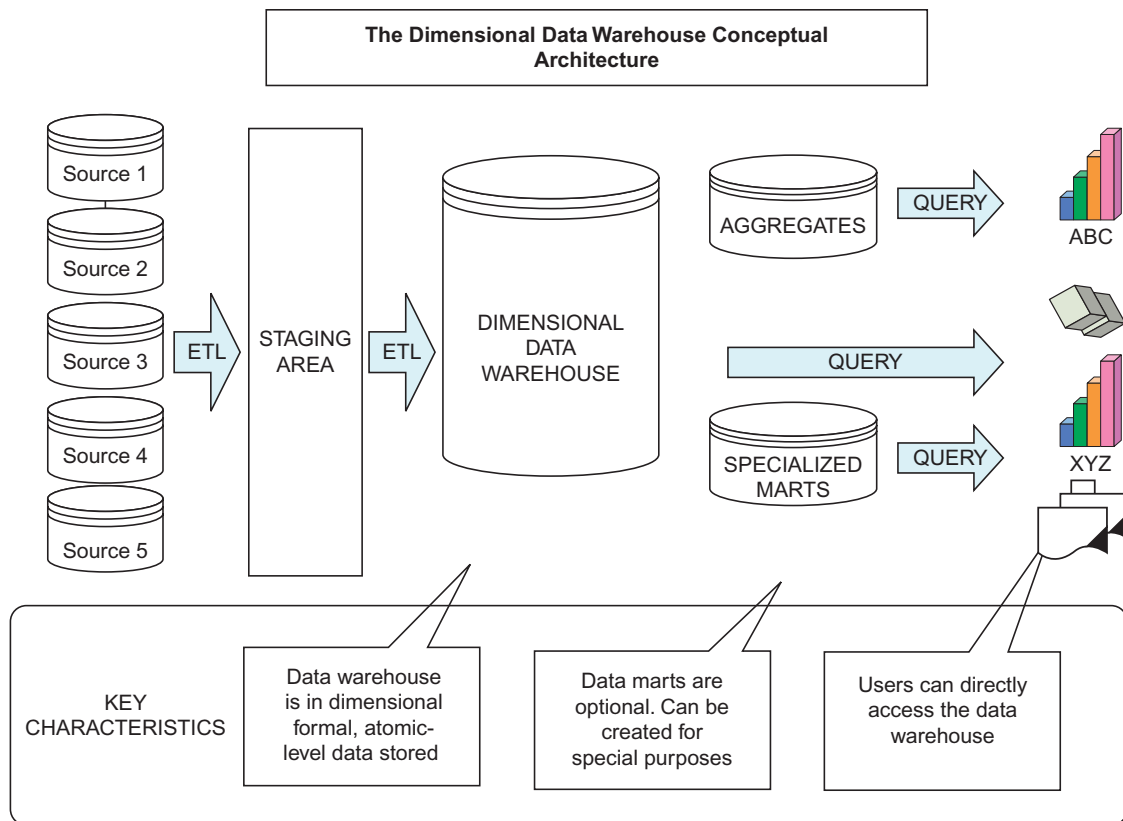 The Dimensional Data Warehouse Conceptual
Architecture
Source 1
Source 2
Source 3
Source 4
Source 5
ETL
STAGING
AREA
ETL
DIMENSIONAL
DATA
WAREHOUSE
AGGREGATES
QUERY
ABC
QUERY
SPECIALIZED
MARTS
QUERY
XYZ
KEY
CHARACTERISTICS
Data warehouse
is in dimensional
formal, atomic-
level data stored
Data marts are
optional. Can be
created for
special purposes
Users can directly
access the data
warehouse